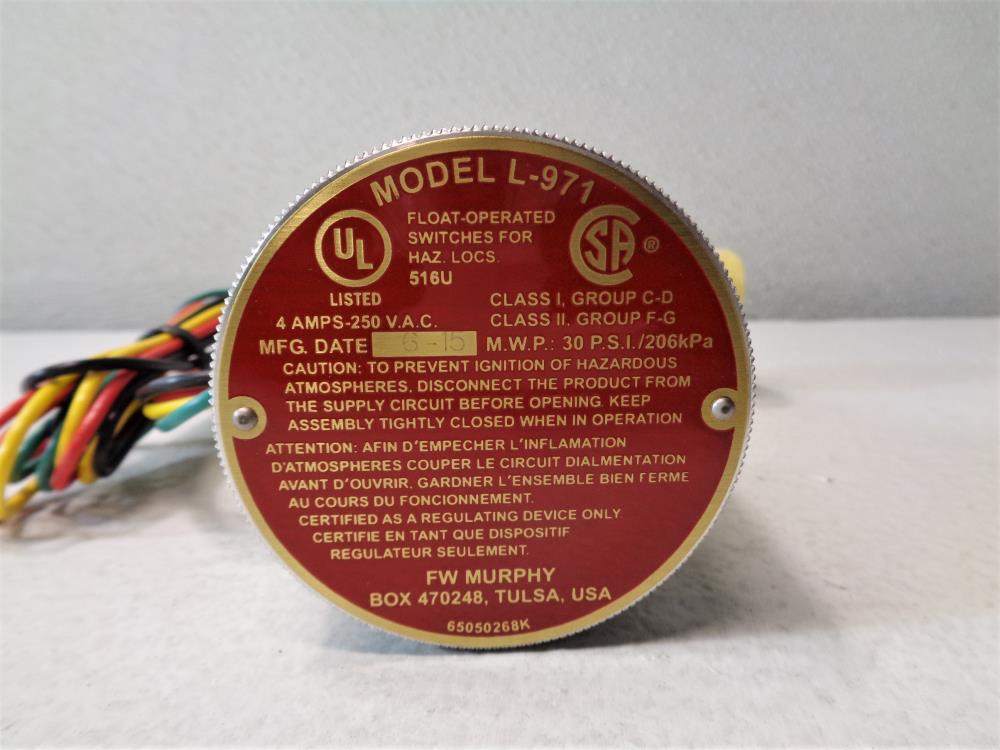 MODEL L-971
UL
FLOAT-OPERATED
SWITCHES FOR
HAZ. LOCS.
516U
SA ®
LISTED
CLASS I, GROUP C-D
4 AMPS-250 V.A.C.
CLASS II, GROUP F-G
MFG. DATE 6-15 M.W.P.: 30 P.S.I./206kPa
CAUTION: TO PREVENT IGNITION OF HAZARDOUS
ATMOSPHERES, DISCONNECT THE PRODUCT FROM
THE SUPPLY CIRCUIT BEFORE OPENING. KEEP
ASSEMBLY TIGHTLY CLOSED WHEN IN OPERATION
ATTENTION: AFIN D'EMPECHER L'INFLAMATION
D'ATMOSPHERES COUPER LE CIRCUIT DIALMENTATION
AVANT D'OUVRIR, GARDNER L'ENSEMBLE BIEN FERME
AU COURS DU FONCIONNEMENT.
CERTIFIED AS A REGULATING DEVICE ONLY.
CERTIFIE EN TANT QUE DISPOSITIF
REGULATEUR SEULEMENT.
FW MURPHY
BOX 470248, TULSA, USA
65050268K